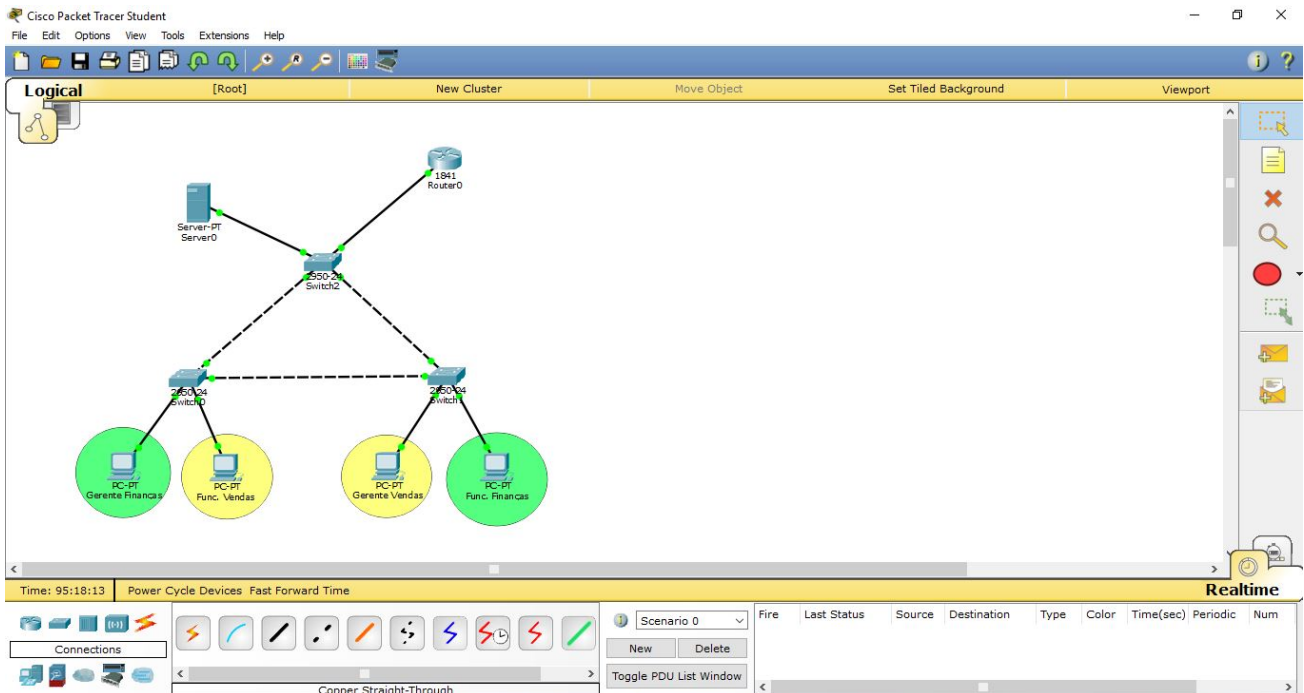 Cisco Packet Tracer Student
File Edit Options View Tools Extensions Help
Logical [Root] New Cluster Move Object Set Tiled Background Viewport
1841
Router0
Server-PT
Server0
2950-24
Switch2
2950-24
Switch0
2950-24
Switch1
PC-PT
Gerente Finanças
PC-PT
Func. Vendas
PC-PT
Gerente Vendas
PC-PT
Func. Finanças
Time: 95:18:13 Power Cycle Devices Fast Forward Time Realtime
Connections
Copper Straight-Through
Scenario 0
New Delete
Toggle PDU List Window
Fire Last Status Source Destination Type Color Time(sec) Periodic Num